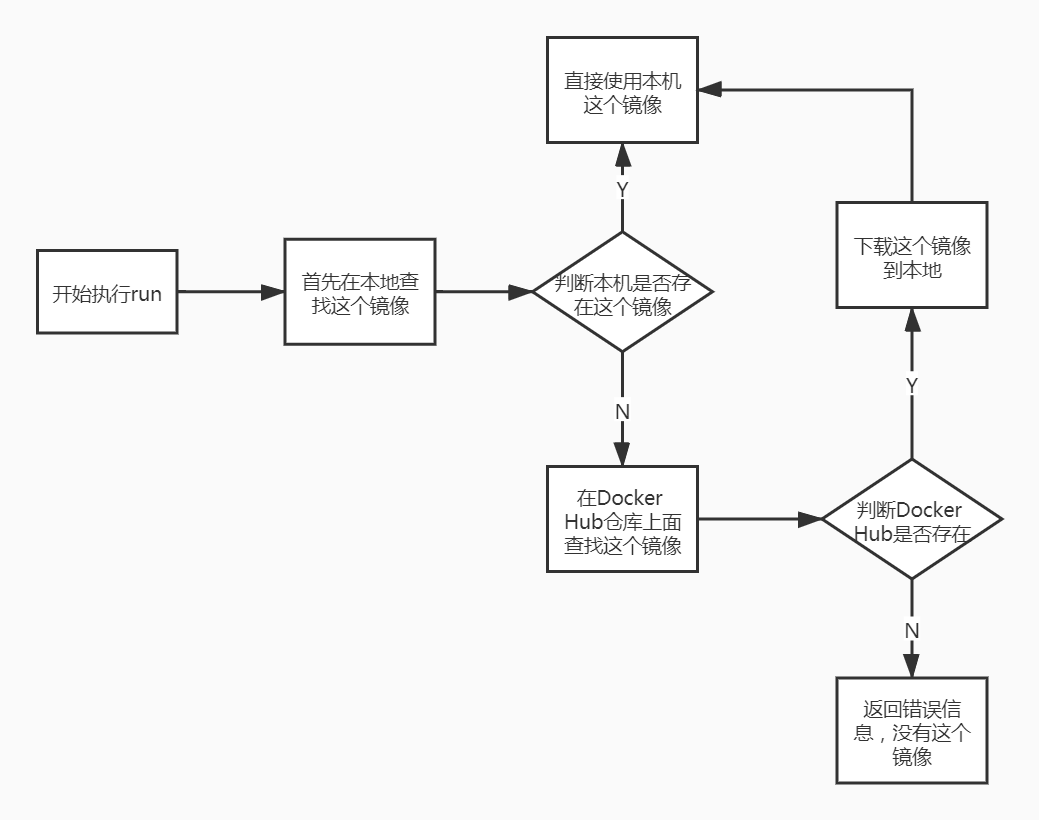 开始执行run
首先在本地查
找这个镜像
判断本机是否存
在这个镜像
Y
直接使用本机
这个镜像
N
在Docker
Hub仓库上面
查找这个镜像
判断Docker
Hub是否存在
Y
下载这个镜像
到本地
N
返回错误信
息，没有这个
镜像